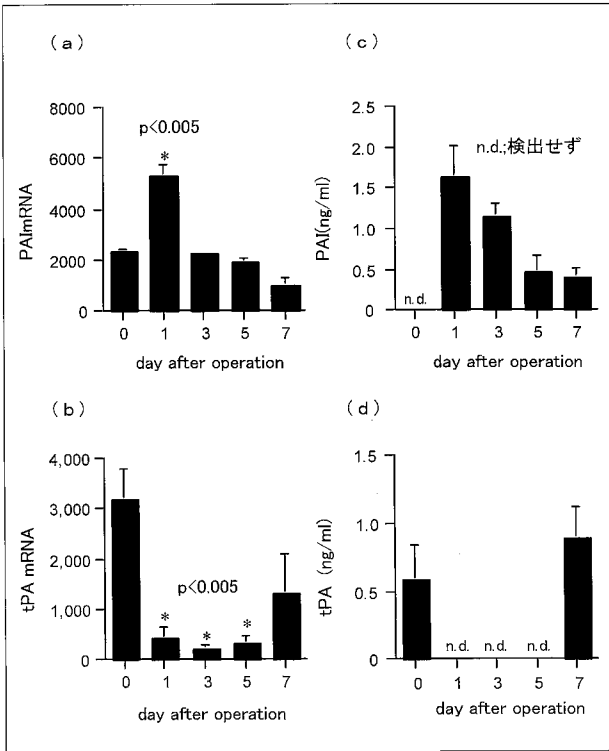 (a)
8000
6000
4000
2000
0
PAImRNA
p<0.005
*
0 1 3 5 7
day after operation
(c)
2.5
2.0
1.5
1.0
0.5
0
PAI(ng/ml)
n.d.;検出せず
n.d.
0 1 3 5 7
day after operation
(b)
4,000
3,000
2,000
1,000
0
tPA mRNA
p<0.005
* * *
0 1 3 5 7
day after operation
(d)
1.5
1.0
0.5
0
tPA (ng/ml)
n.d. n.d. n.d.
0 1 3 5 7
day after operation